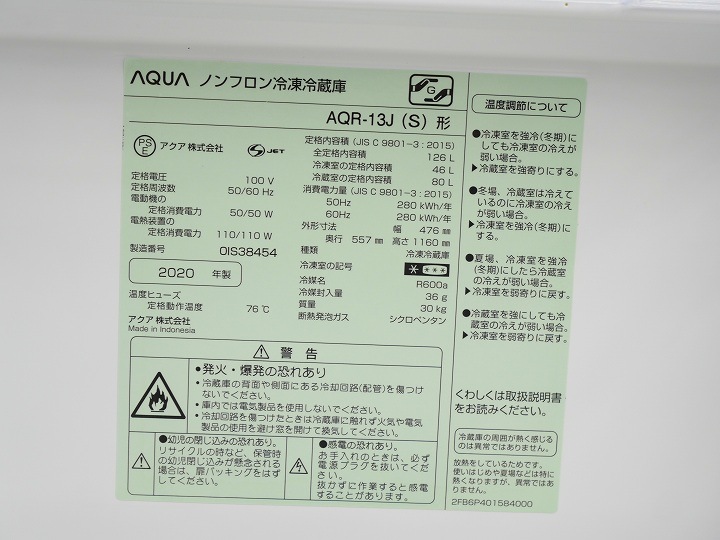 AQUA ノンフロン冷凍冷蔵庫
G
AQR-13J (S) 形
PS
E
アクア 株式会社
S JET
定格電圧 100 V
定格周波数 50/60 Hz
電動機の
定格消費電力 50/50 W
電熱装置の
定格消費電力 110/110 W
製造番号 0IS38454
2020 年製
温度ヒューズ
定格動作温度 76℃
アクア 株式会社
Made in Indonesia
定格内容積 (JIS C 9801-3 : 2015)
全定格内容積 126 L
冷凍室の定格内容積 46 L
冷蔵室の定格内容積 80 L
消費電力量 (JIS C 9801-3 : 2015)
50Hz 280 kWh/年
60Hz 280 kWh/年
外形寸法 幅 476 mm
奥行 557 mm 高さ 1160 mm
種類 冷凍冷蔵庫
冷凍室の記号 * ***
冷媒名 R600a
冷媒封入量 36 g
質量 30 kg
断熱発泡ガス シクロペンタン
警告
●発火・爆発の恐れあり
・冷蔵庫の背面や側面にある冷却回路(配管)を傷つけ
ないでください。
・庫内では電気製品を使用しないでください。
・冷却回路を傷つけたときは冷蔵庫に触れず火気や電気
製品の使用を避け窓を開けて換気してください。
●幼児の閉じ込みの恐れあり。
リサイクルの時など、保管時
の幼児閉じ込みが懸念される
場合は、扉パッキングをはず
してください。
●感電の恐れあり。
お手入れのときは、必ず
電源プラグを抜いてくだ
さい。
抜かずに作業すると感電
することがあります。
温度調節について
●冷凍室を強冷(冬期)に
しても冷凍室の冷えが
弱い場合。
▶冷蔵室を強寄りにする。
●冬場、冷蔵室は冷えて
いるのに冷凍室の冷え
が弱い場合。
▶冷凍室を強冷(冬期)に
する。
●夏場、冷凍室を強冷
(冬期)にしたら冷蔵室
の冷えが弱い場合。
▶冷凍室を弱寄りに戻す。
●冷蔵室を強にしても冷
蔵室の冷えが弱い場合。
▶冷凍室を弱寄りに戻す。
くわしくは取扱説明書
をお読みください。
冷蔵庫の周囲が熱く感じる
のは異常ではありません。
放熱をしているためです。
使いはじめや夏場などは特に
熱くなりますが、異常では
ありません。
2FB6P401584000